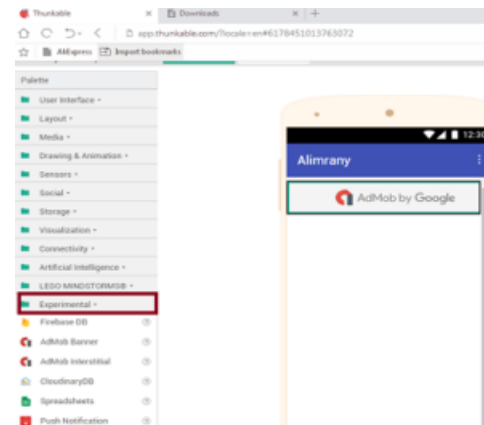 Thunkable
Downloads
app.thunkable.com/?locale=en#6178451013763072
AliExpress
Import bookmarks
Palette
User Interface
Layout
Media
Drawing & Animation
Sensors
Social
Storage
Visualization
Connectivity
Artificial Intelligence
LEGO MINDSTORMS®
Experimental
Firebase DB
AdMob Banner
AdMob Interstitial
CloudinaryDB
Spreadsheets
Push Notification
12:30
Alimrany
AdMob by Google